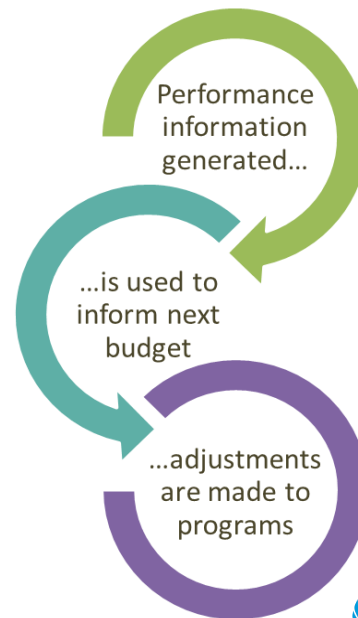 Performance
information
generated...
...is used to
inform next
budget
...adjustments
are made to
programs